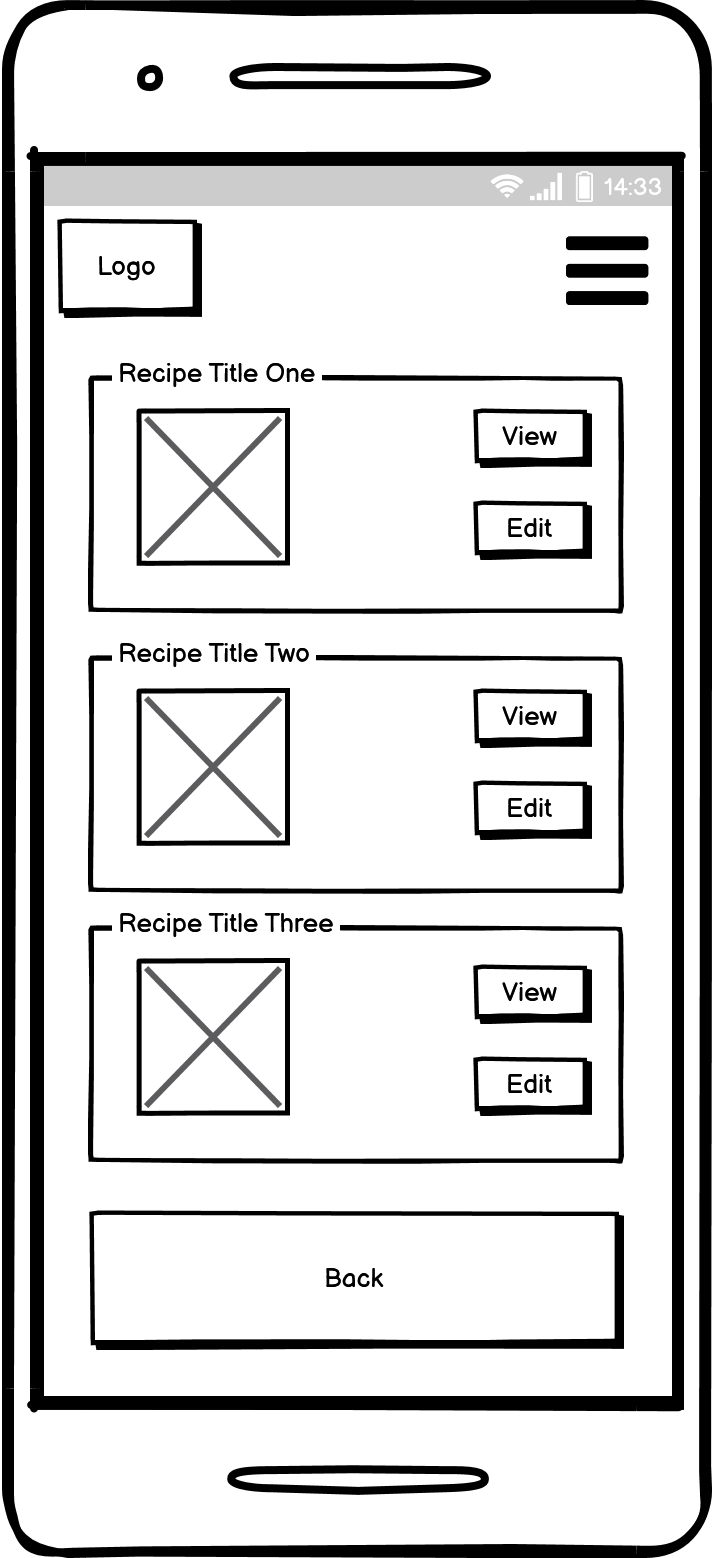 14:33
Logo
Recipe Title One
View
Edit
Recipe Title Two
View
Edit
Recipe Title Three
View
Edit
Back